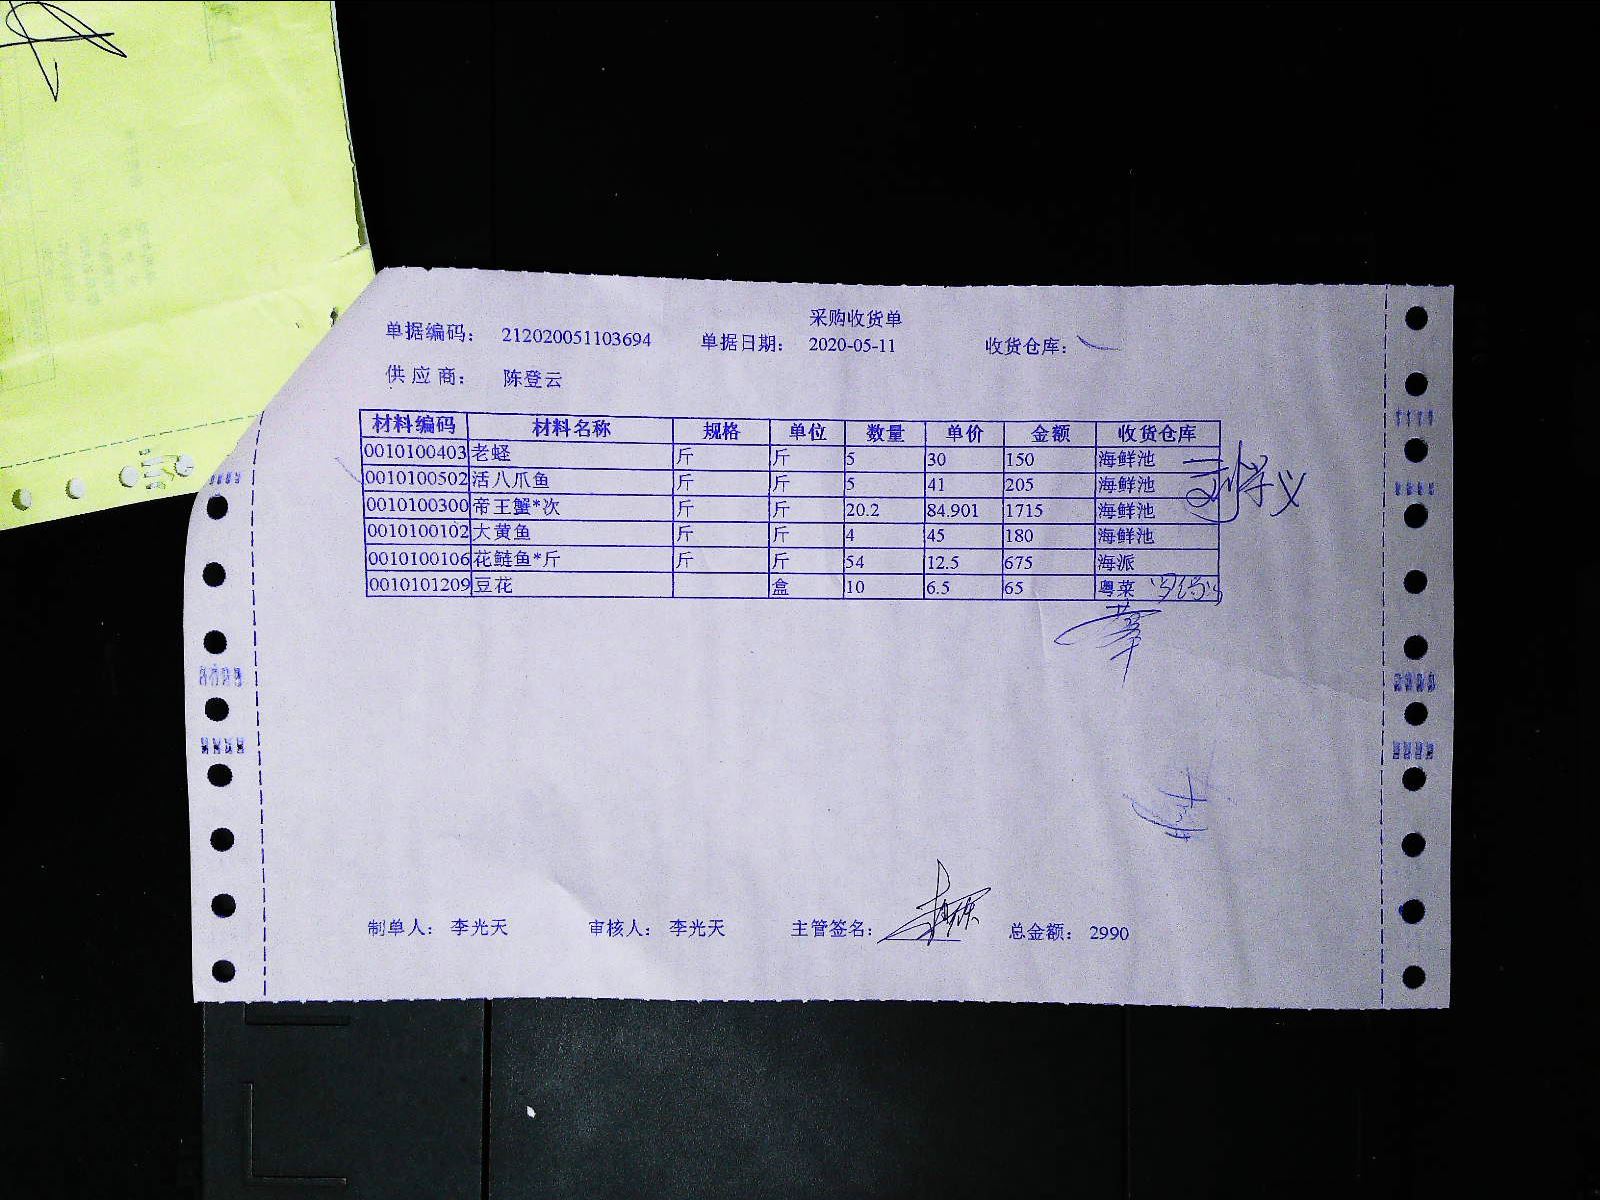 采购收货单
单据编码: 212020051103694 单据日期: 2020-05-11 收货仓库:
供应商: 陈登云
材料编码 材料名称 规格 单位 数量 单价 金额 收货仓库
0010100403 老蛏 斤 斤 5 30 150 海鲜池
0010100502 活八爪鱼 斤 斤 5 41 205 海鲜池
0010100300 帝王蟹*次 斤 斤 20.2 84.901 1715 海鲜池
0010100102 大黄鱼 斤 斤 4 45 180 海鲜池
0010100106 花鲢鱼*斤 斤 斤 54 12.5 675 海派
0010101209 豆花 盒 10 6.5 65 粤菜
制单人: 李光天 审核人: 李光天 主管签名: 总金额: 2990